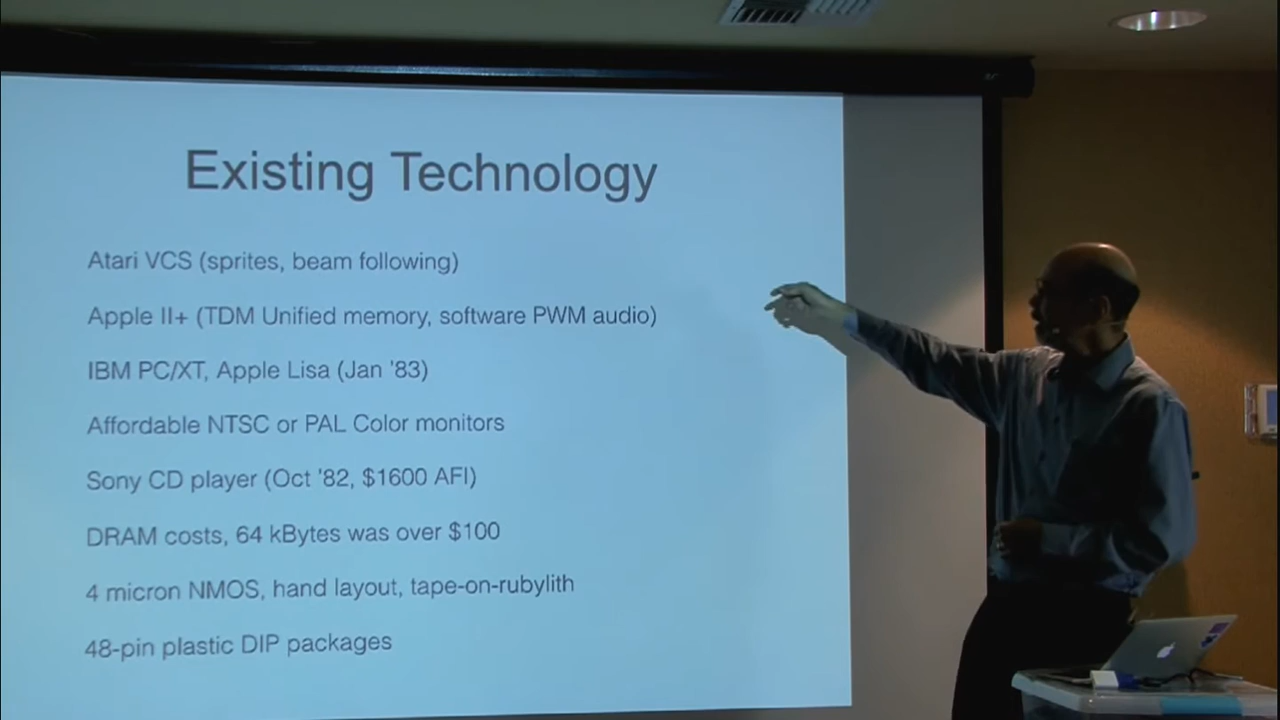 Existing Technology
Atari VCS (sprites, beam following)
Apple II+ (TDM Unified memory, software PWM audio)
IBM PC/XT, Apple Lisa (Jan '83)
Affordable NTSC or PAL Color monitors
Sony CD player (Oct '82, $1600 AFI)
DRAM costs, 64 kBytes was over $100
4 micron NMOS, hand layout, tape-on-rubylith
48-pin plastic DIP packages